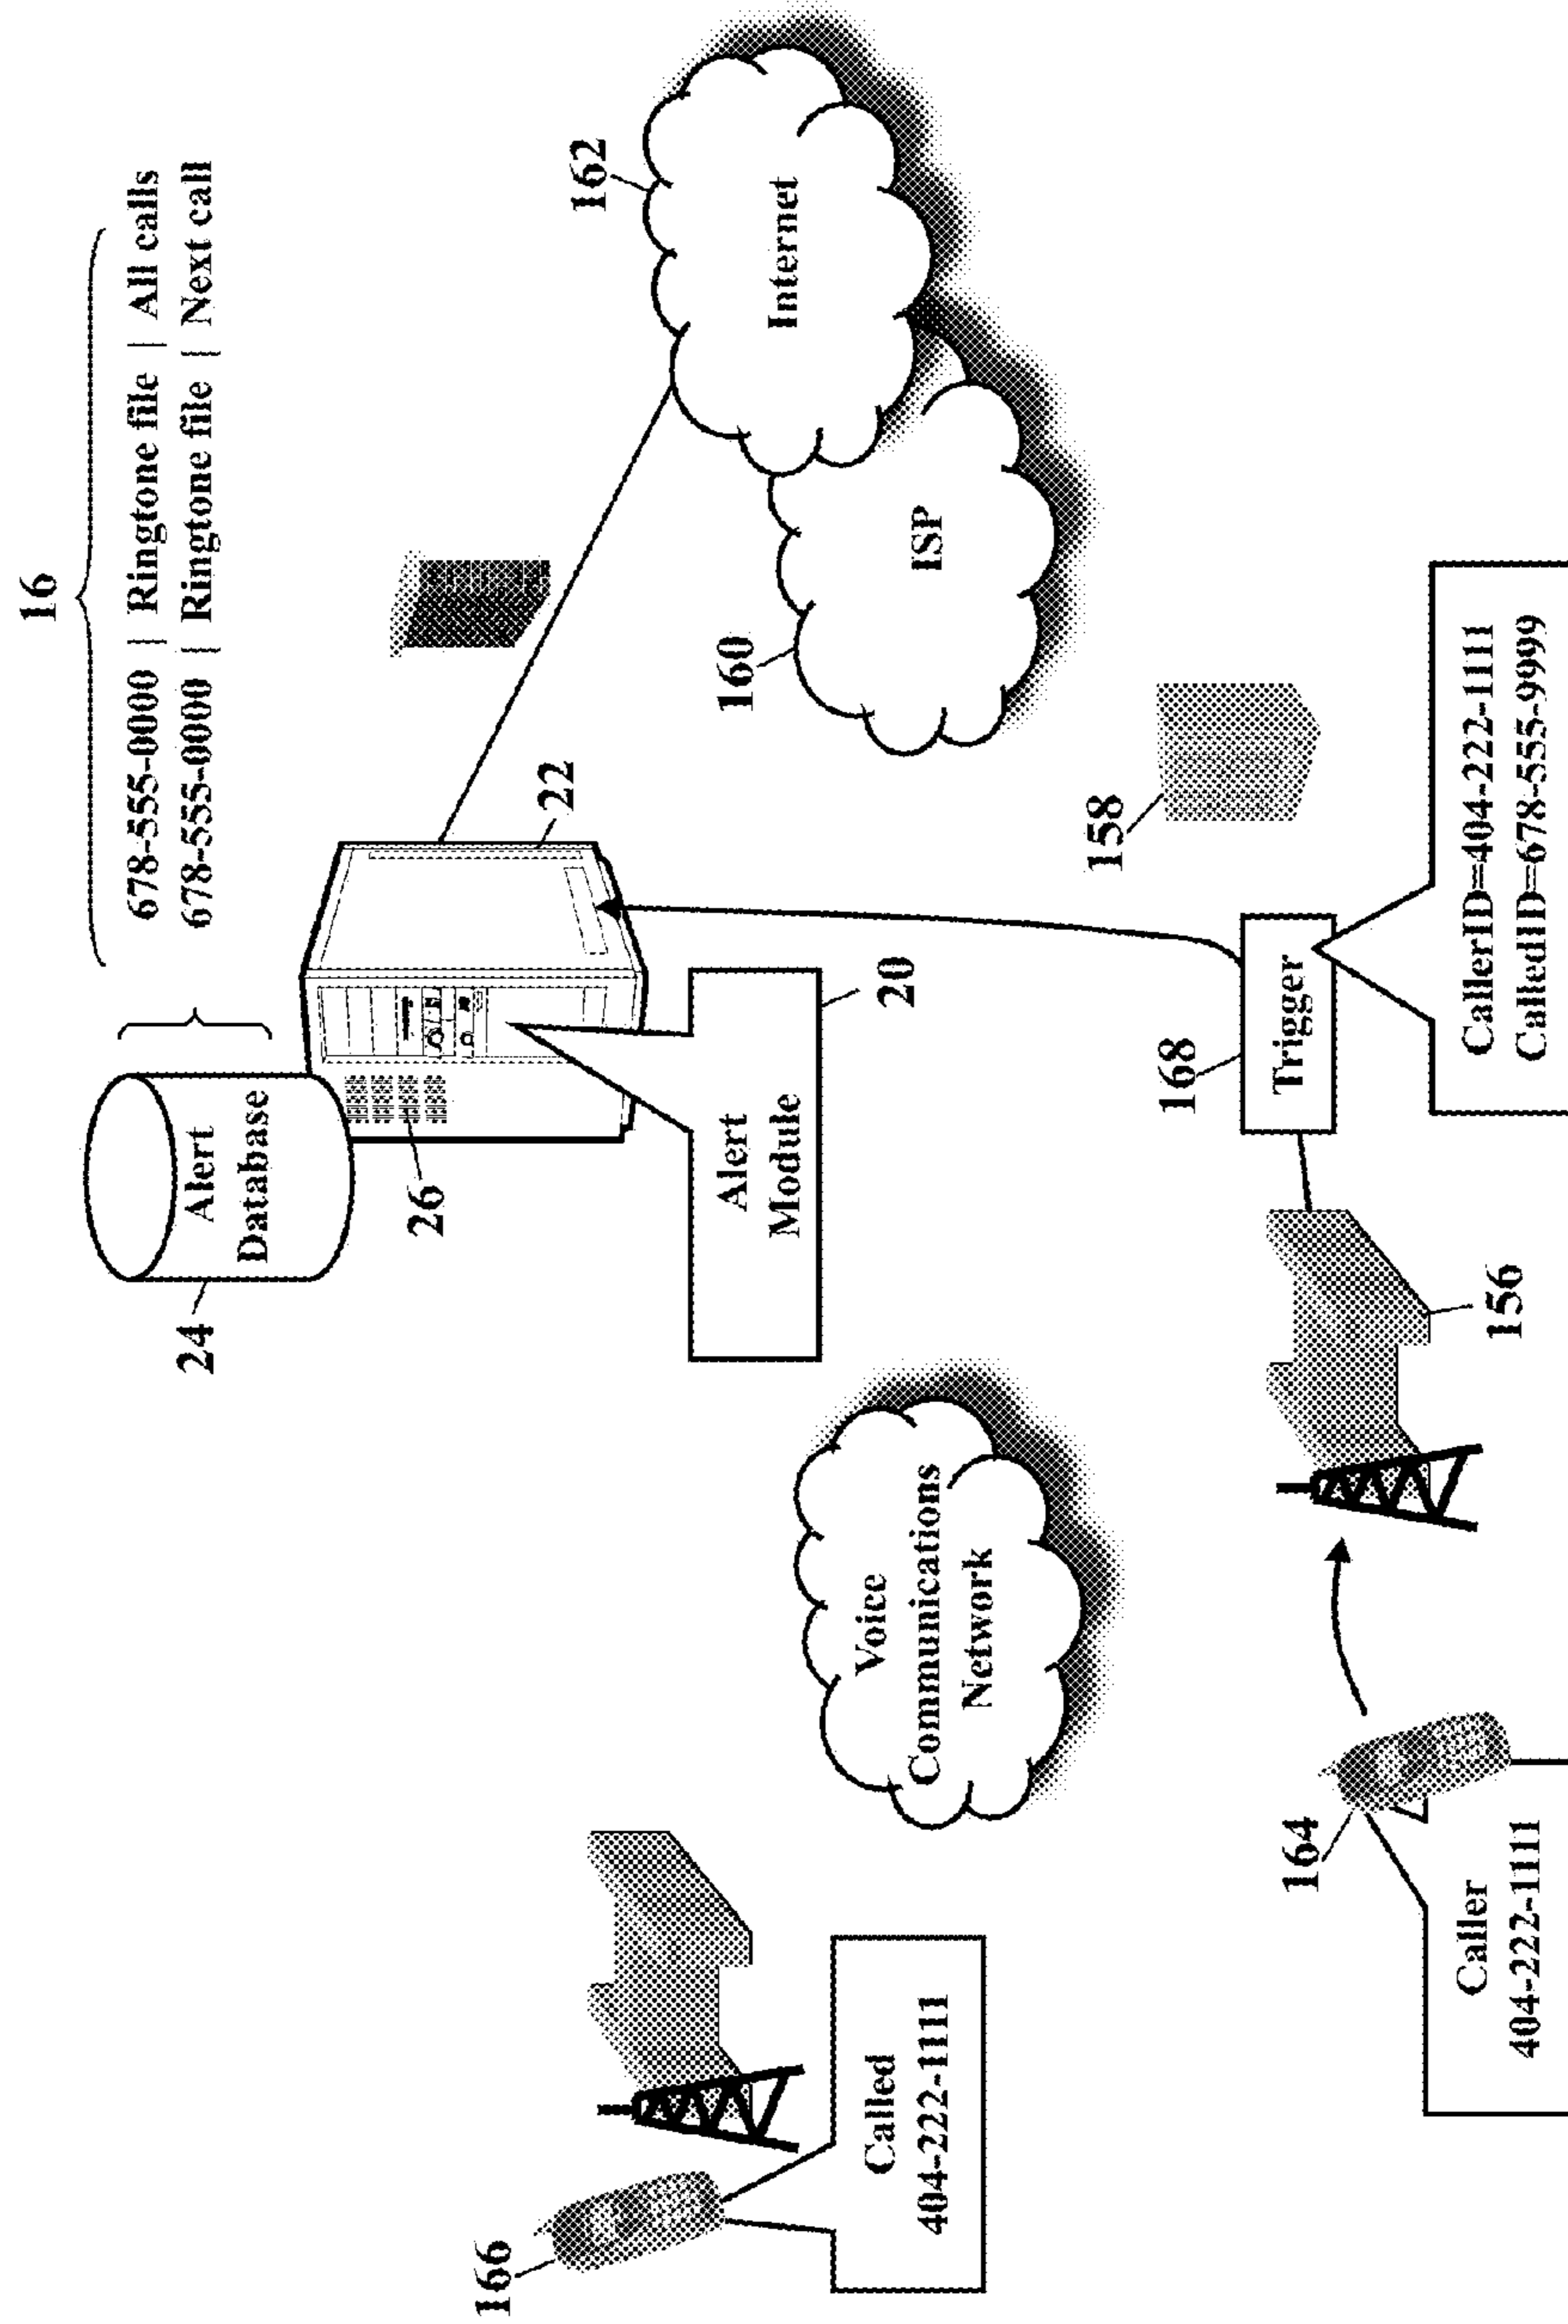 16
678-555-0000 | Ringtone file | All calls
678-555-0000 | Ringtone file | Next call
24
Alert
Database
26
22
162
Internet
160
ISP
Alert
Module
20
158
166
Called
404-222-1111
Voice
Communications
Network
168
Trigger
156
164
Caller
404-222-1111
CallerID=404-222-1111
CalledID=678-555-9999